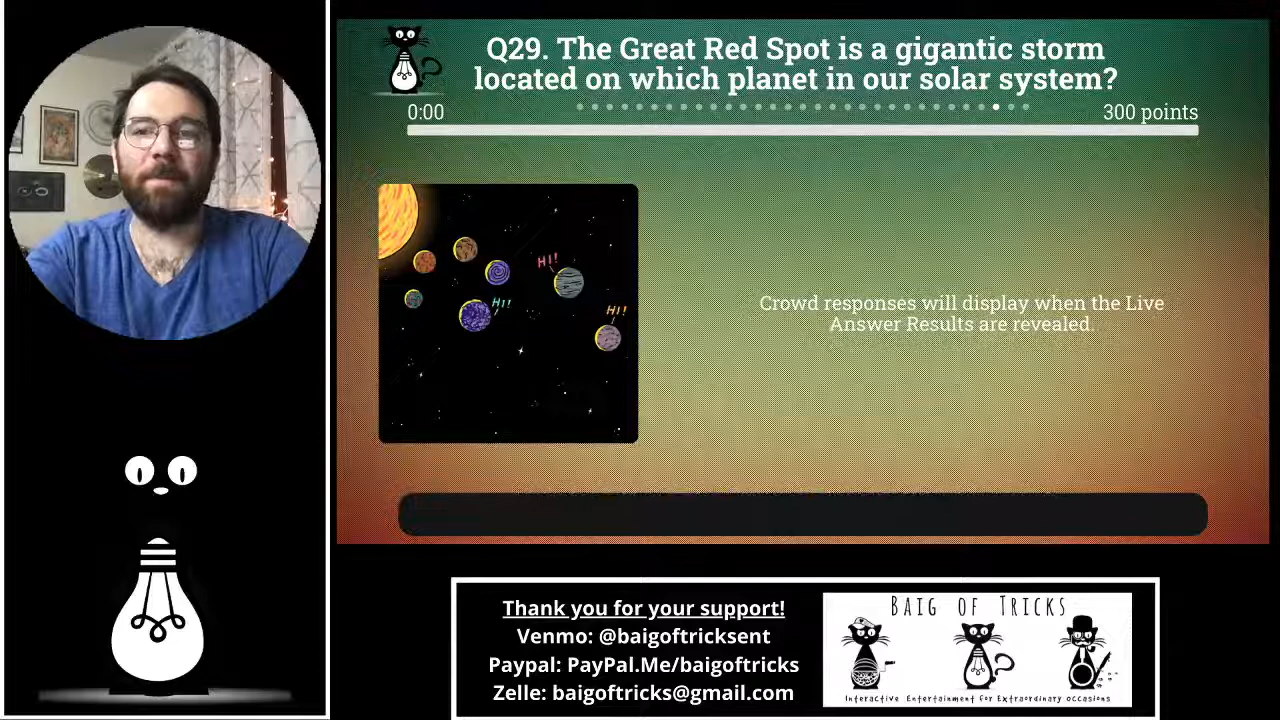 Q29. The Great Red Spot is a gigantic storm
located on which planet in our solar system?
0:00
300 points
HI!
HI!
HI!
Crowd responses will display when the Live
Answer Results are revealed.
Thank you for your support!
Venmo: @baigoftricksent
Paypal: PayPal.Me/baigoftricks
Zelle: baigoftricks@gmail.com
BAIG OF TRICKS
Interactive Entertainment for Extraordinary occasions